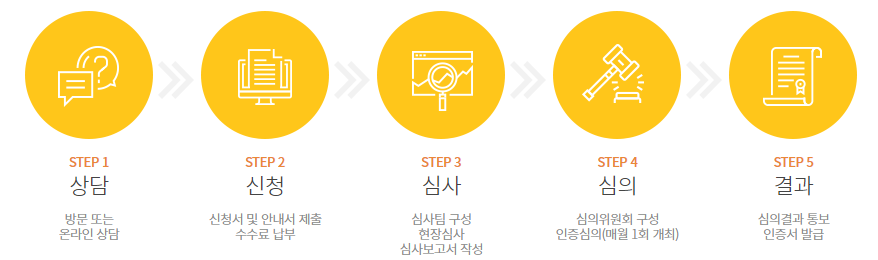 STEP 1
상담
방문 또는
온라인 상담
STEP 2
신청
신청서 및 안내서 제출
수수료 납부
STEP 3
심사
심사팀 구성
현장심사
심사보고서 작성
STEP 4
심의
심의위원회 구성
인증심의(매월 1회 개최)
STEP 5
결과
심의결과 통보
인증서 발급